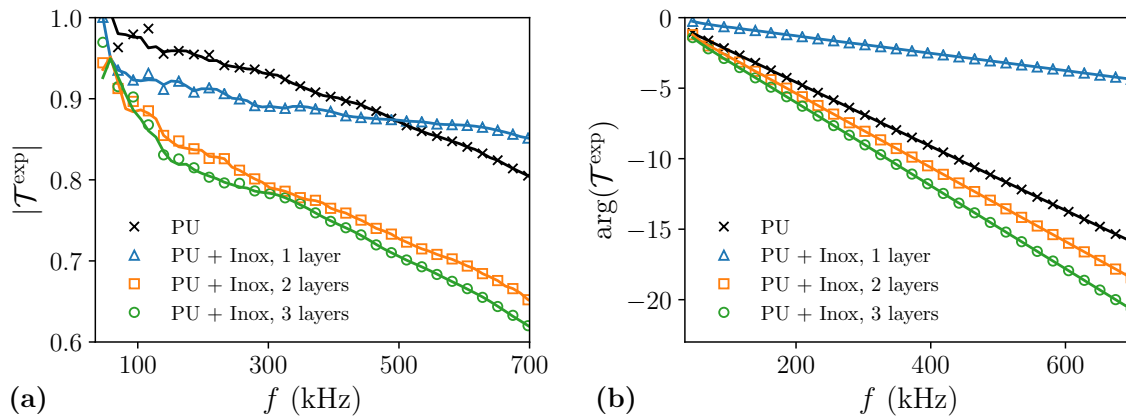 1.0
0.9
0.8
0.7
0.6
|𝒯^exp|
PU
PU + Inox, 1 layer
PU + Inox, 2 layers
PU + Inox, 3 layers
100
300
500
700
(a)
f (kHz)
0
−5
−10
−15
−20
arg(𝒯^exp)
PU
PU + Inox, 1 layer
PU + Inox, 2 layers
PU + Inox, 3 layers
200
400
600
(b)
f (kHz)